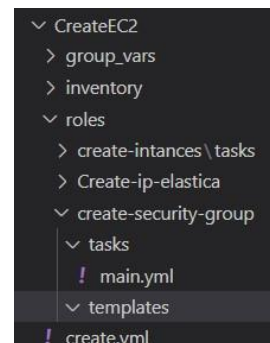 CreateEC2
group_vars
inventory
roles
create-intances\tasks
Create-ip-elastica
create-security-group
tasks
! main.yml
templates
! create.yml